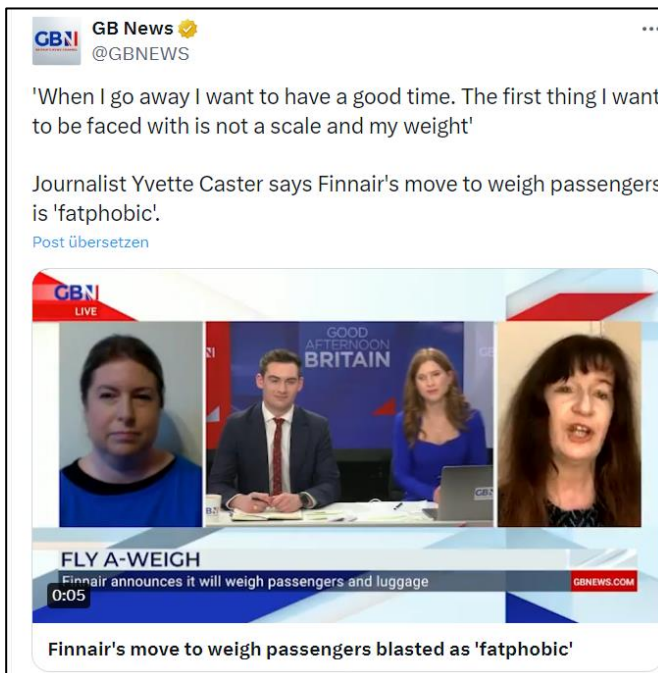 GBN
GB News
@GBNEWS
'When I go away I want to have a good time. The first thing I want
to be faced with is not a scale and my weight'
Journalist Yvette Caster says Finnair's move to weigh passengers
is 'fatphobic'.
Post übersetzen
GBN
LIVE
GOOD
AFTERNOON
BRITAIN
FLY A-WEIGH
Finnair announces it will weigh passengers and luggage
GBNEWS.COM
0:05
Finnair's move to weigh passengers blasted as 'fatphobic'